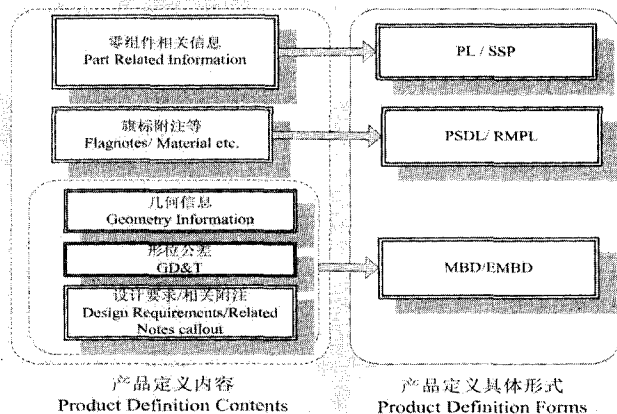 零组件相关信息
Part Related Information
PL / SSP
旗标附注等
Flagnotes/ Material etc.
PSDL/ RMPL
几何信息
Geometry Information
形位公差
GD&T
设计要求/相关附注
Design Requirements/Related
Notes callout
MBD/EMBD
产品定义内容
Product Definition Contents
产品定义具体形式
Product Definition Forms